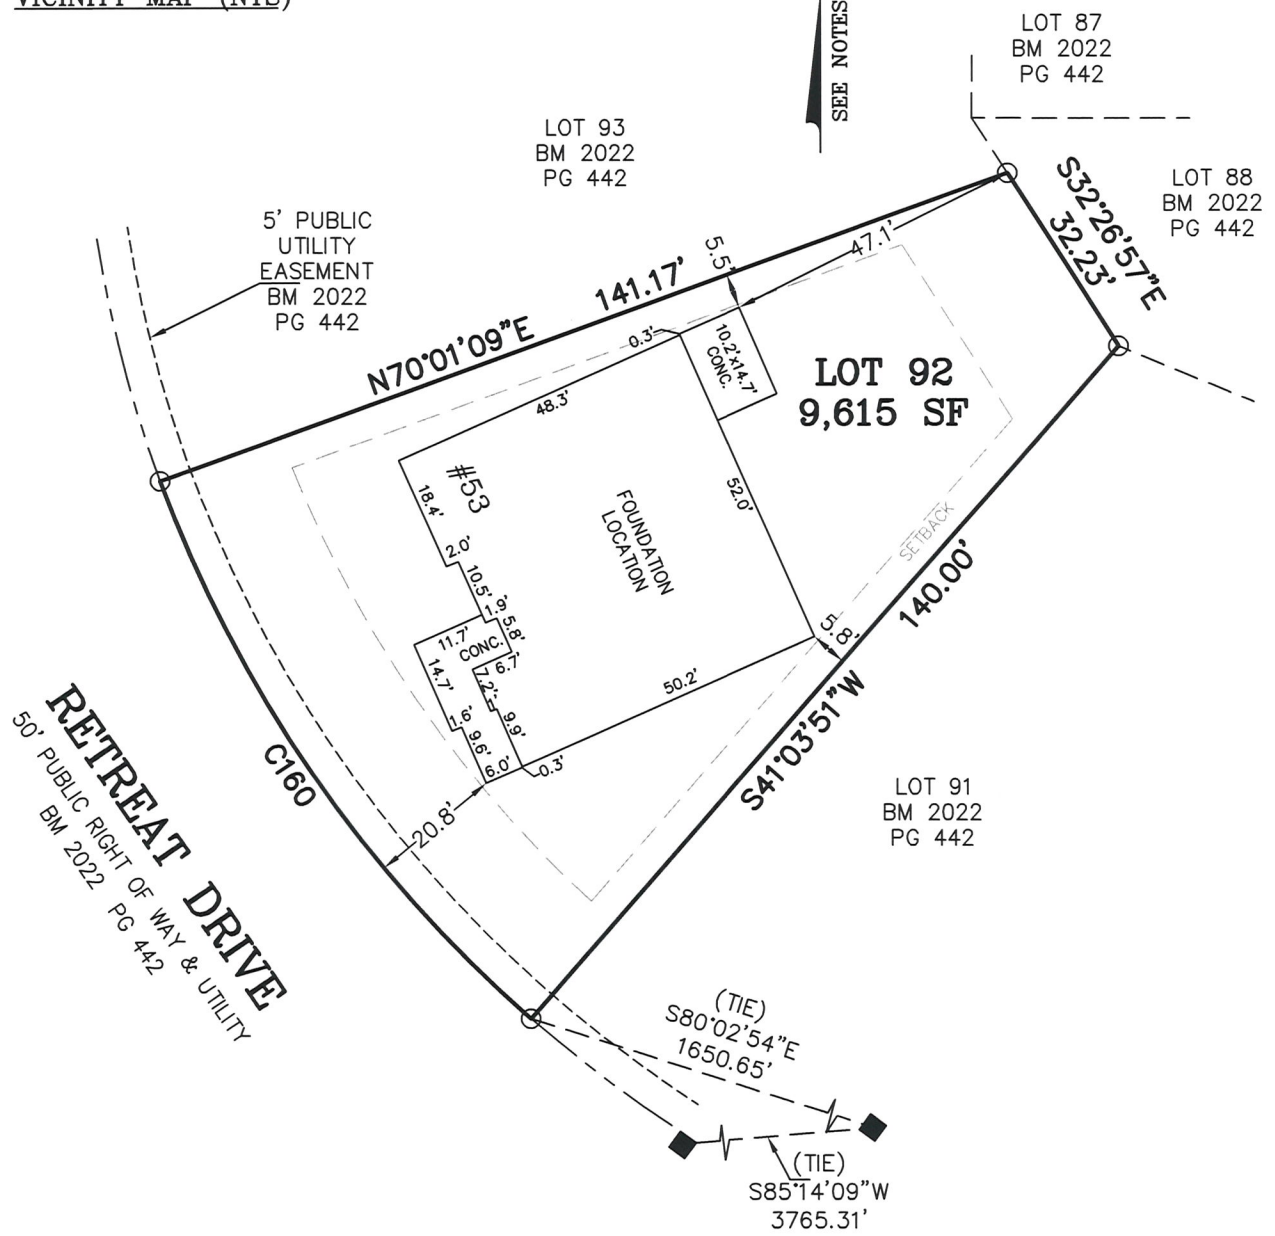 VICINITY MAP (NTS)
SEE NOTES
LOT 87
BM 2022
PG 442
LOT 93
BM 2022
PG 442
LOT 88
BM 2022
PG 442
S32°26'57"E
32.23'
5' PUBLIC
UTILITY
EASEMENT
BM 2022
PG 442
N70°01'09"E
141.17'
5.5'
47.1'
0.3'
10.2'x14.7'
CONC.
LOT 92
9,615 SF
48.3'
#53
18.4'
FOUNDATION
LOCATION
52.0'
SETBACK
2.0'
10.5'
1.9'
5.8'
11.7'
CONC.
6.7'
14.7'
7.2'
1.6'
9.9'
9.6'
6.0'
0.3'
50.2'
5.8'
140.00'
S41°03'51"W
20.8'
C160
RETREAT DRIVE
50' PUBLIC RIGHT OF WAY & UTILITY
BM 2022 PG 442
LOT 91
BM 2022
PG 442
(TIE)
S80°02'54"E
1650.65'
(TIE)
S85°14'09"W
3765.31'